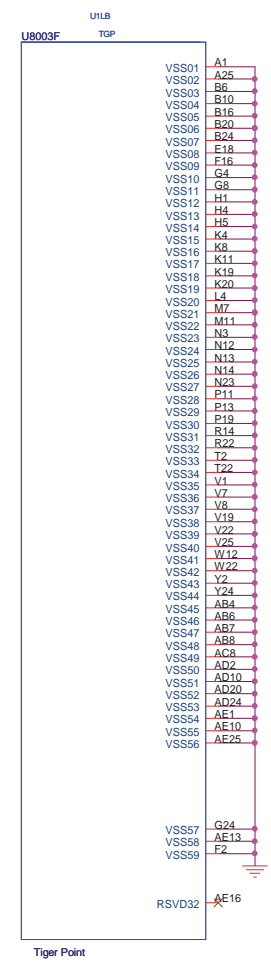 U1LB
U8003F TGP
VSS01 A1
VSS02 A25
VSS03 B6
VSS04 B10
VSS05 B16
VSS06 B20
VSS07 B24
VSS08 E18
VSS09 F16
VSS10 G4
VSS11 G8
VSS12 H1
VSS13 H4
VSS14 H5
VSS15 K4
VSS16 K8
VSS17 K11
VSS18 K19
VSS19 K20
VSS20 L4
VSS21 M7
VSS22 M11
VSS23 N3
VSS24 N12
VSS25 N13
VSS26 N14
VSS27 N23
VSS28 P11
VSS29 P13
VSS30 P19
VSS31 R14
VSS32 R22
VSS33 T2
VSS34 T22
VSS35 V1
VSS36 V7
VSS37 V8
VSS38 V19
VSS39 V22
VSS40 V25
VSS41 W12
VSS42 W22
VSS43 Y2
VSS44 Y24
VSS45 AB4
VSS46 AB6
VSS47 AB7
VSS48 AB8
VSS49 AC8
VSS50 AD2
VSS51 AD10
VSS52 AD20
VSS53 AD24
VSS54 AE1
VSS55 AE10
VSS56 AE25
VSS57 G24
VSS58 AE13
VSS59 F2
RSVD32 AE16
Tiger Point